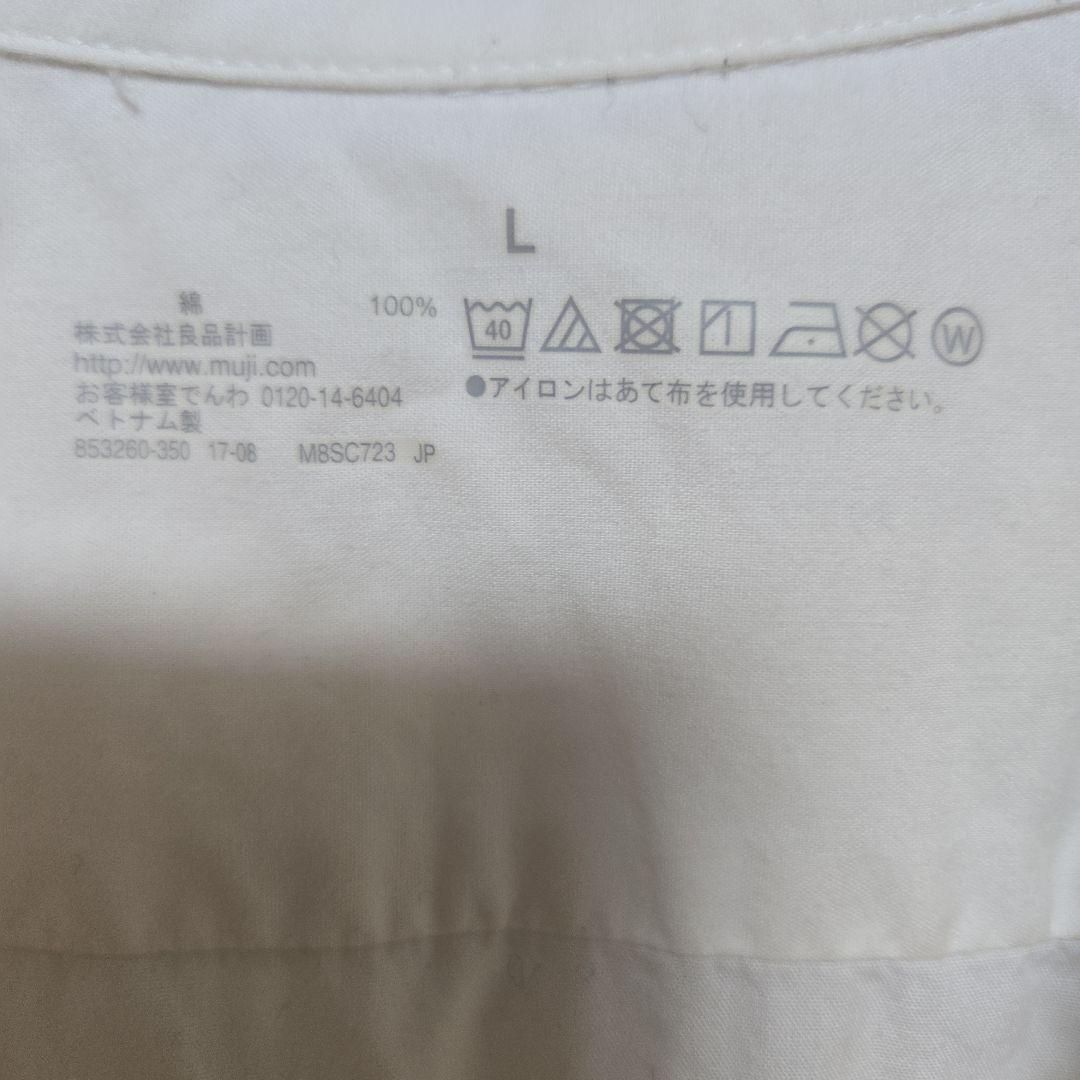 L
綿 100%
株式会社良品計画
http://www.muji.com
お客様室でんわ 0120-14-6404
ベトナム製
853260-350 17-08 M8SC723 JP
40
W
●アイロンはあて布を使用してください。